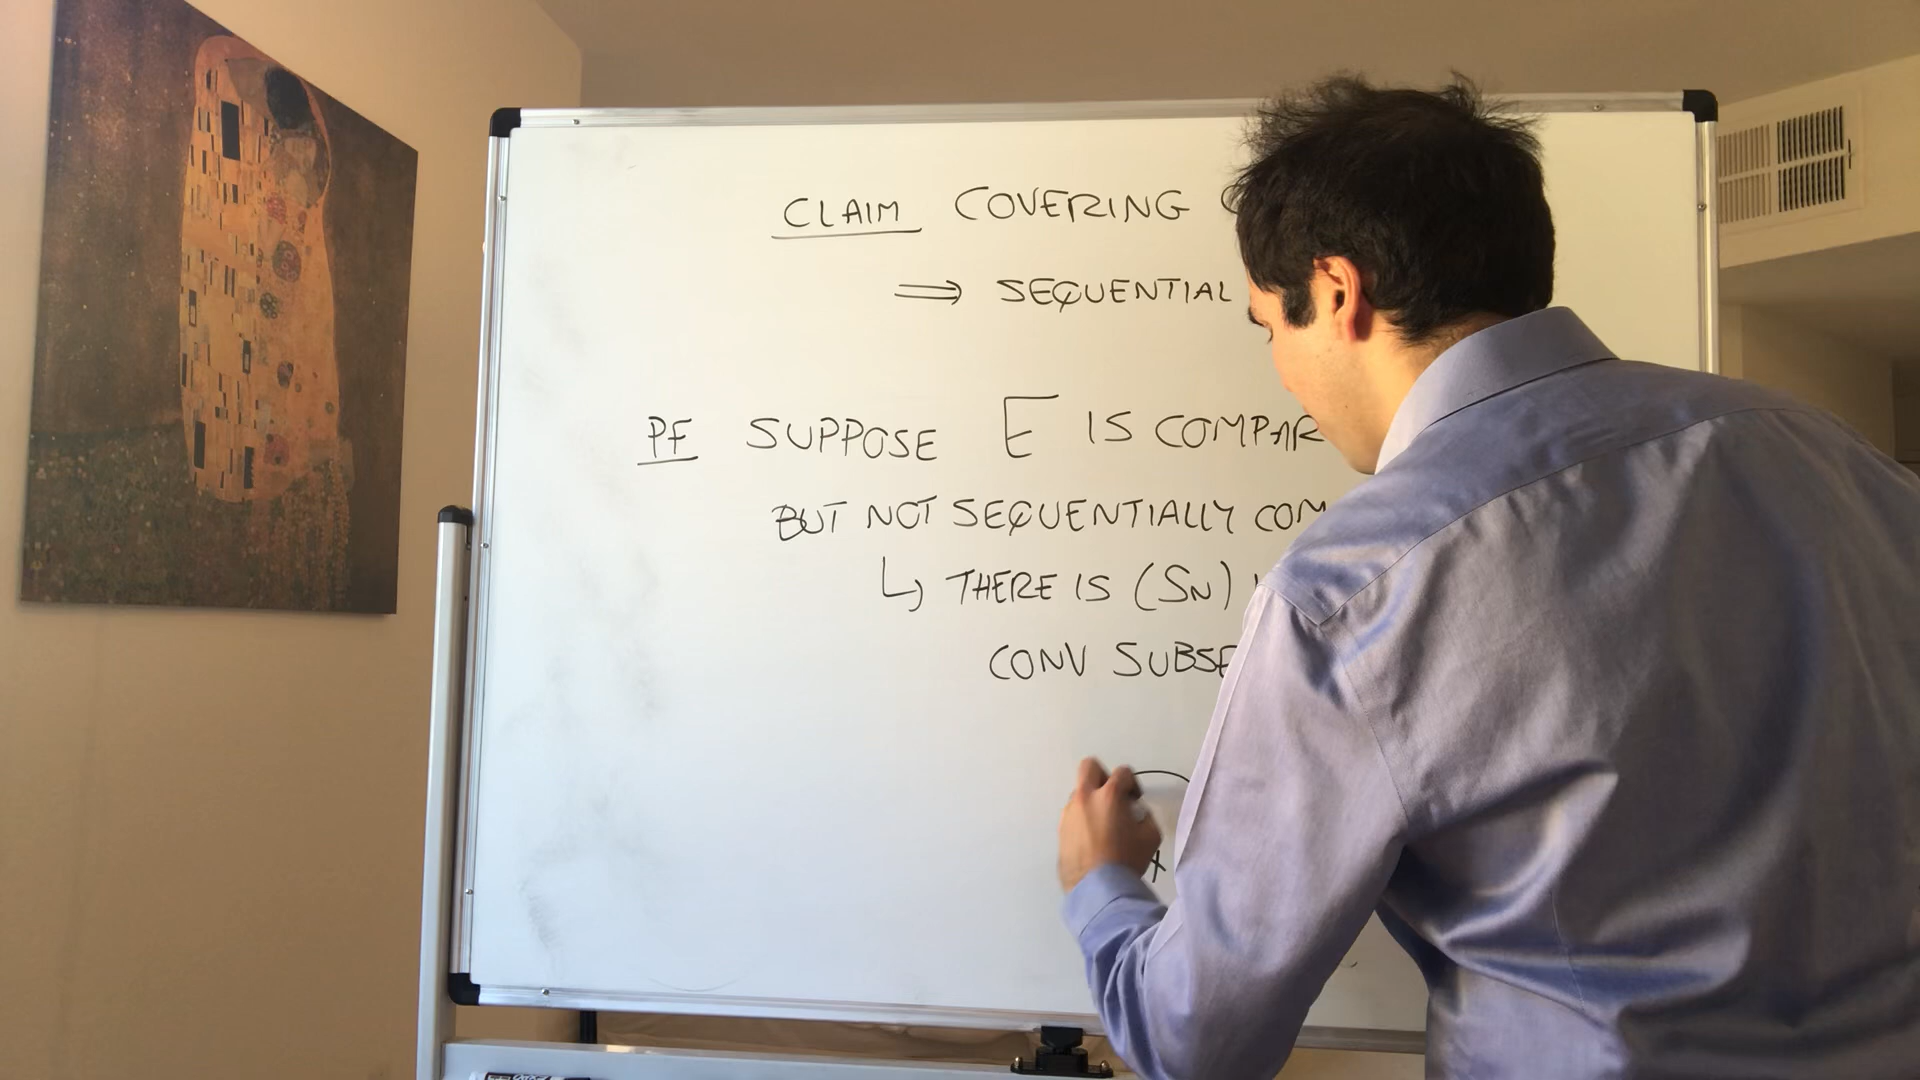 CLAIM COVERING
⇒ SEQUENTIAL
PF SUPPOSE E IS COMPAR
BUT NOT SEQUENTIALLY COM
↳ THERE IS (SN)
CONV SUBSE
X